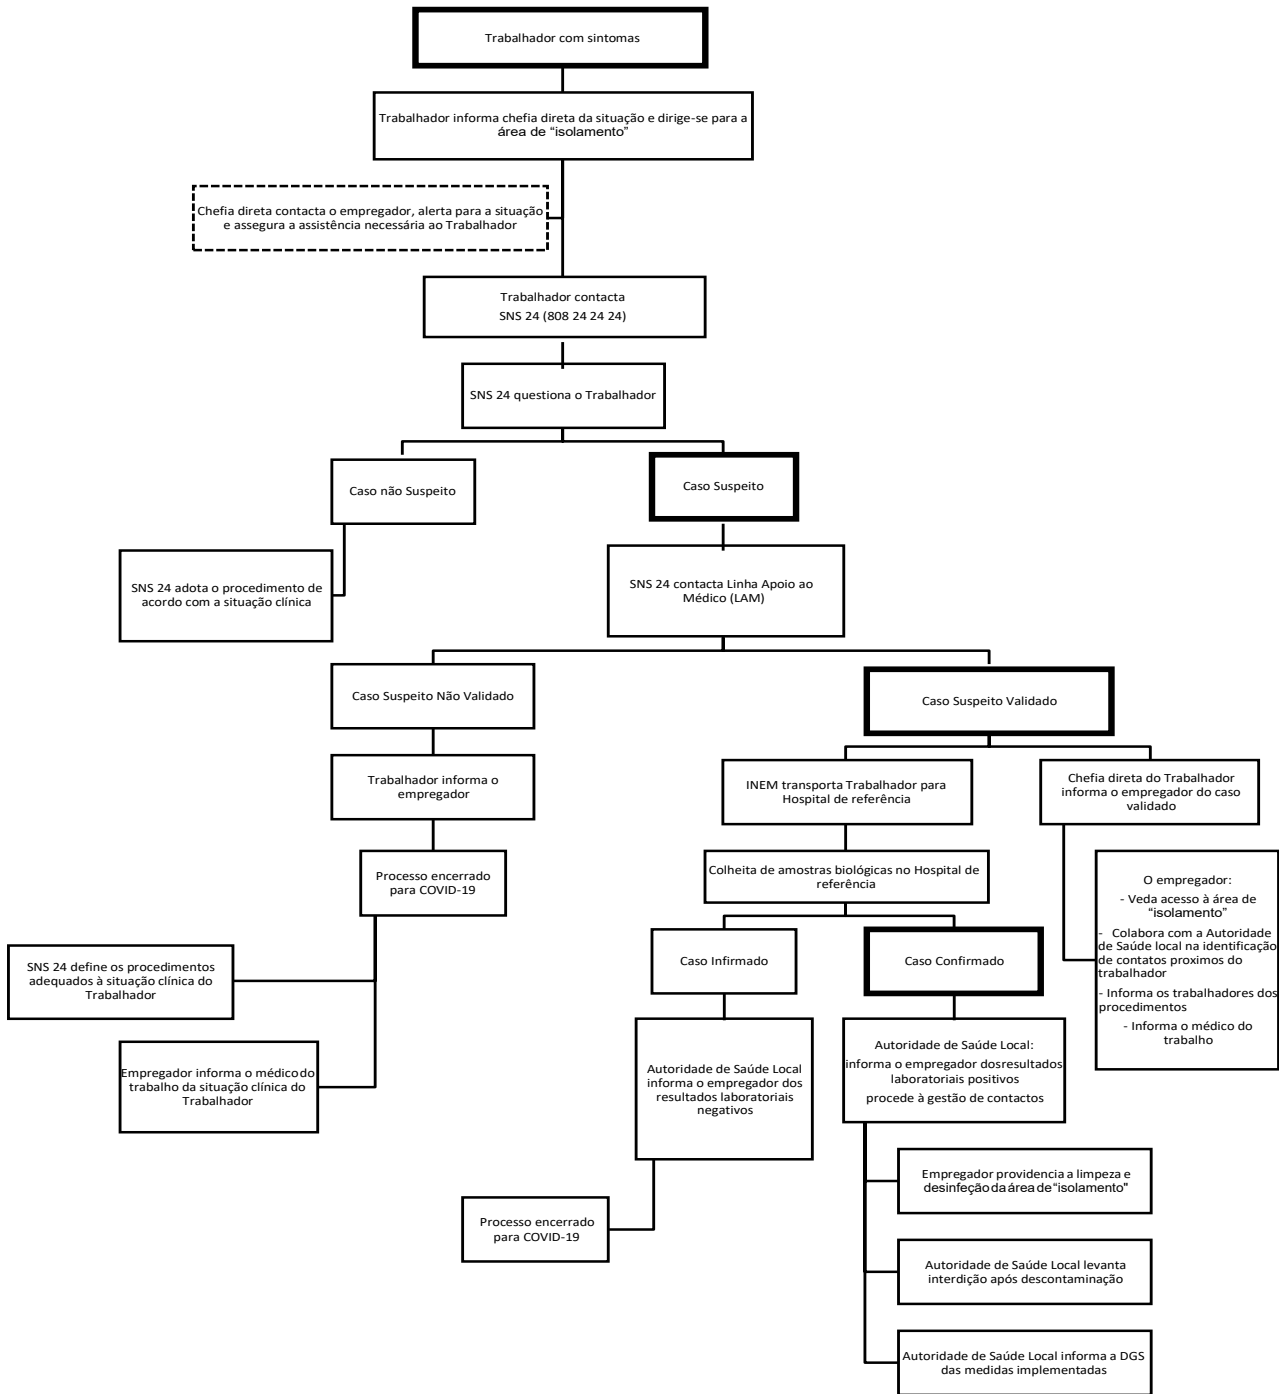 Trabalhador com sintomas
Trabalhador informa chefia direta da situação e dirige-se para a
área de “isolamento”
Chefia direta contacta o empregador, alerta para a situação
e assegura a assistência necessária ao Trabalhador
Trabalhador contacta
SNS 24 (808 24 24 24)
SNS 24 questiona o Trabalhador
Caso não Suspeito
Caso Suspeito
SNS 24 adota o procedimento de
acordo com a situação clínica
SNS 24 contacta Linha Apoio ao
Médico (LAM)
Caso Suspeito Não Validado
Caso Suspeito Validado
Trabalhador informa o
empregador
INEM transporta Trabalhador para
Hospital de referência
Chefia direta do Trabalhador
informa o empregador do caso
validado
Processo encerrado
para COVID-19
Colheita de amostras biológicas no Hospital de
referência
O empregador:
- Veda acesso à área de
“isolamento”
- Colabora com a Autoridade
de Saúde local na identificação
de contatos proximos do
trabalhador
- Informa os trabalhadores dos
procedimentos
- Informa o médico do
trabalho
SNS 24 define os procedimentos
adequados à situação clínica do
Trabalhador
Caso Infirmado
Caso Confirmado
Empregador informa o médico do
trabalho da situação clínica do
Trabalhador
Autoridade de Saúde Local
informa o empregador dos
resultados laboratoriais
negativos
Autoridade de Saúde Local:
informa o empregador dosresultados
laboratoriais positivos
procede à gestão de contactos
Empregador providencia a limpeza e
desinfeção da área de “isolamento”
Processo encerrado
para COVID-19
Autoridade de Saúde Local levanta
interdição após descontaminação
Autoridade de Saúde Local informa a DGS
das medidas implementadas